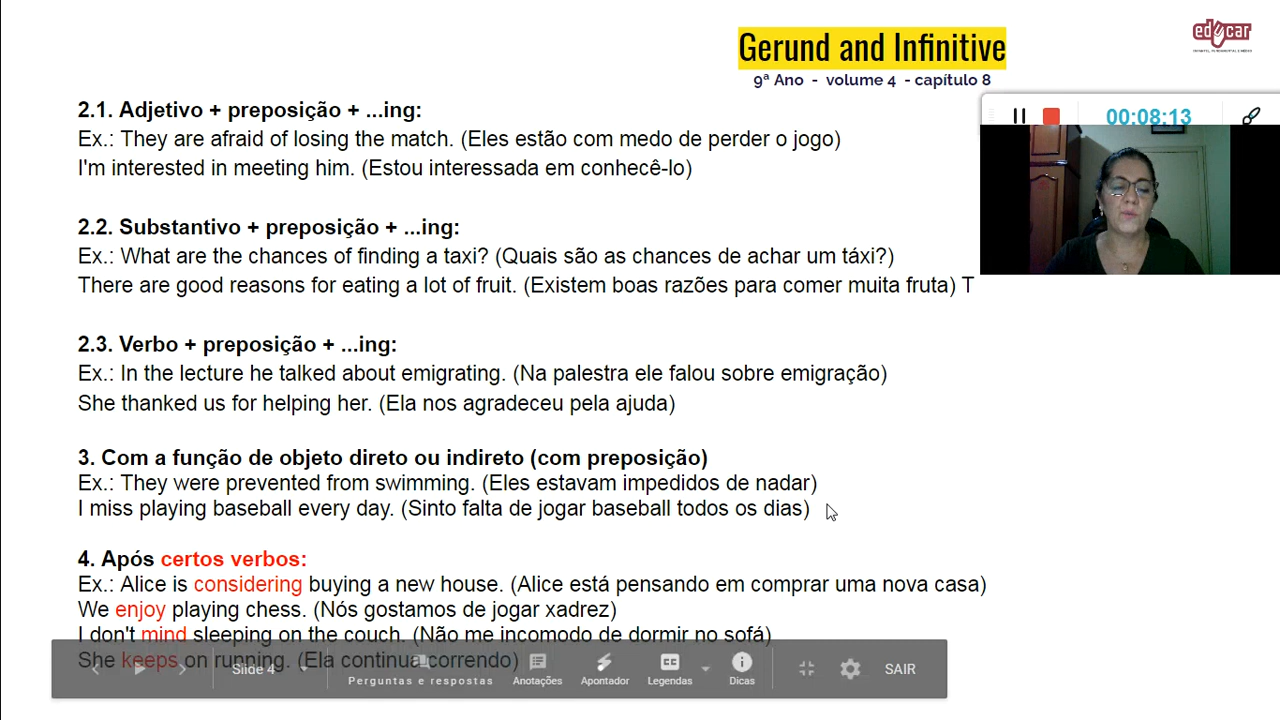 Gerund and Infinitive
9ª Ano - volume 4 - capítulo 8
educar
2.1. Adjetivo + preposição + ...ing:
Ex.: They are afraid of losing the match. (Eles estão com medo de perder o jogo)
I'm interested in meeting him. (Estou interessada em conhecê-lo)
00:08:13
2.2. Substantivo + preposição + ...ing:
Ex.: What are the chances of finding a taxi? (Quais são as chances de achar um táxi?)
There are good reasons for eating a lot of fruit. (Existem boas razões para comer muita fruta) T
2.3. Verbo + preposição + ...ing:
Ex.: In the lecture he talked about emigrating. (Na palestra ele falou sobre emigração)
She thanked us for helping her. (Ela nos agradeceu pela ajuda)
3. Com a função de objeto direto ou indireto (com preposição)
Ex.: They were prevented from swimming. (Eles estavam impedidos de nadar)
I miss playing baseball every day. (Sinto falta de jogar baseball todos os dias)
4. Após certos verbos:
Ex.: Alice is considering buying a new house. (Alice está pensando em comprar uma nova casa)
We enjoy playing chess. (Nós gostamos de jogar xadrez)
I don't mind sleeping on the couch. (Não me incomodo de dormir no sofá)
She keeps on running. (Ela continua correndo)
Slide 4
Perguntas e respostas
Anotações
Apontador
CC
Legendas
Dicas
SAIR